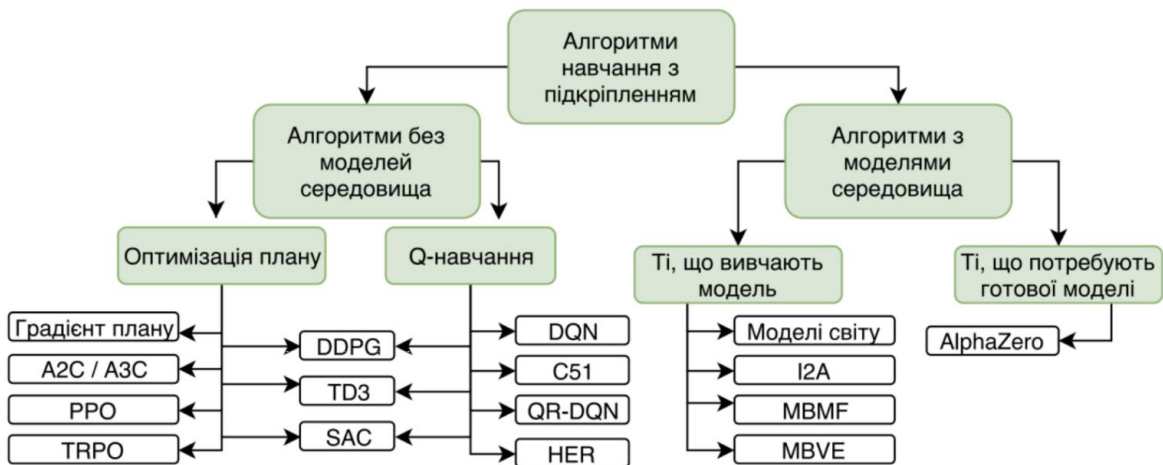 Алгоритми
навчання з
підкріпленням
Алгоритми без
моделей
середовища
Алгоритми з
моделями
середовища
Оптимізація плану
Q-навчання
Ті, що вивчають
модель
Ті, що потребують
готової моделі
Градієнт плану
A2C / A3C
PPO
TRPO
DDPG
TD3
SAC
DQN
C51
QR-DQN
HER
Моделі світу
I2A
MBMF
MBVE
AlphaZero